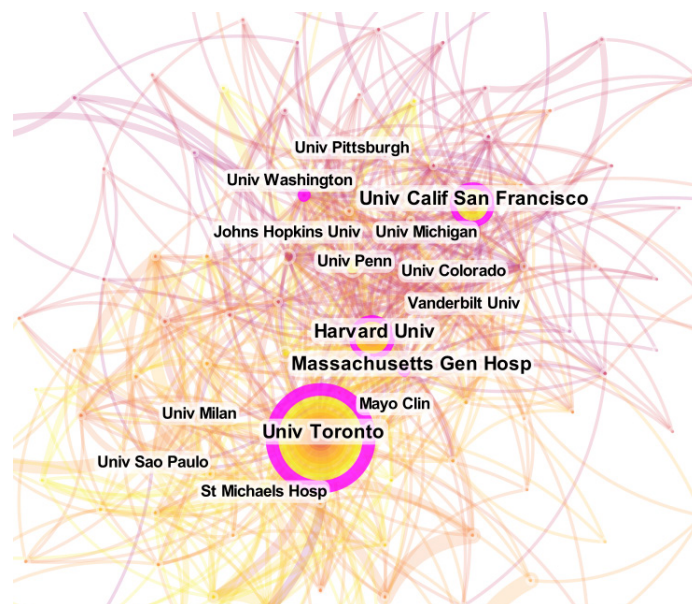 Univ Pittsburgh
Univ Washington
Univ Calif San Francisco
Johns Hopkins Univ
Univ Michigan
Univ Penn
Univ Colorado
Vanderbilt Univ
Harvard Univ
Massachusetts Gen Hosp
Mayo Clin
Univ Milan
Univ Toronto
Univ Sao Paulo
St Michaels Hosp